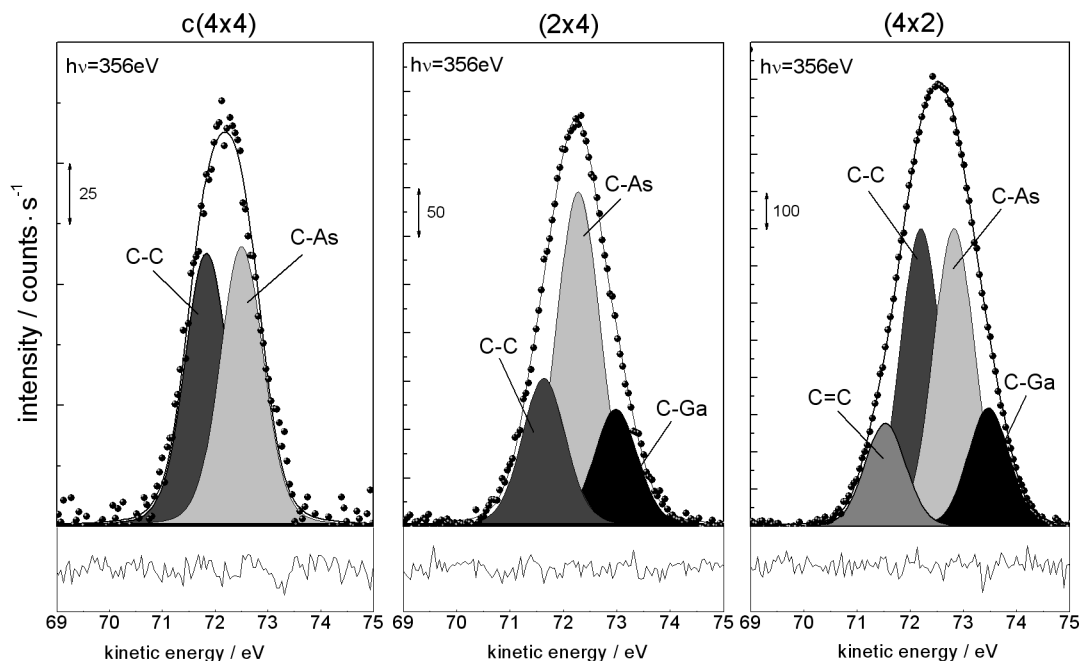 c(4x4)
(2x4)
(4x2)
hν=356eV
hν=356eV
hν=356eV
25
50
100
C-C
C-As
C-As
C-C
C-Ga
C-C
C-As
C=C
C-Ga
intensity / counts · s⁻¹
69 70 71 72 73 74 75
69 70 71 72 73 74 75
69 70 71 72 73 74 75
kinetic energy / eV
kinetic energy / eV
kinetic energy / eV